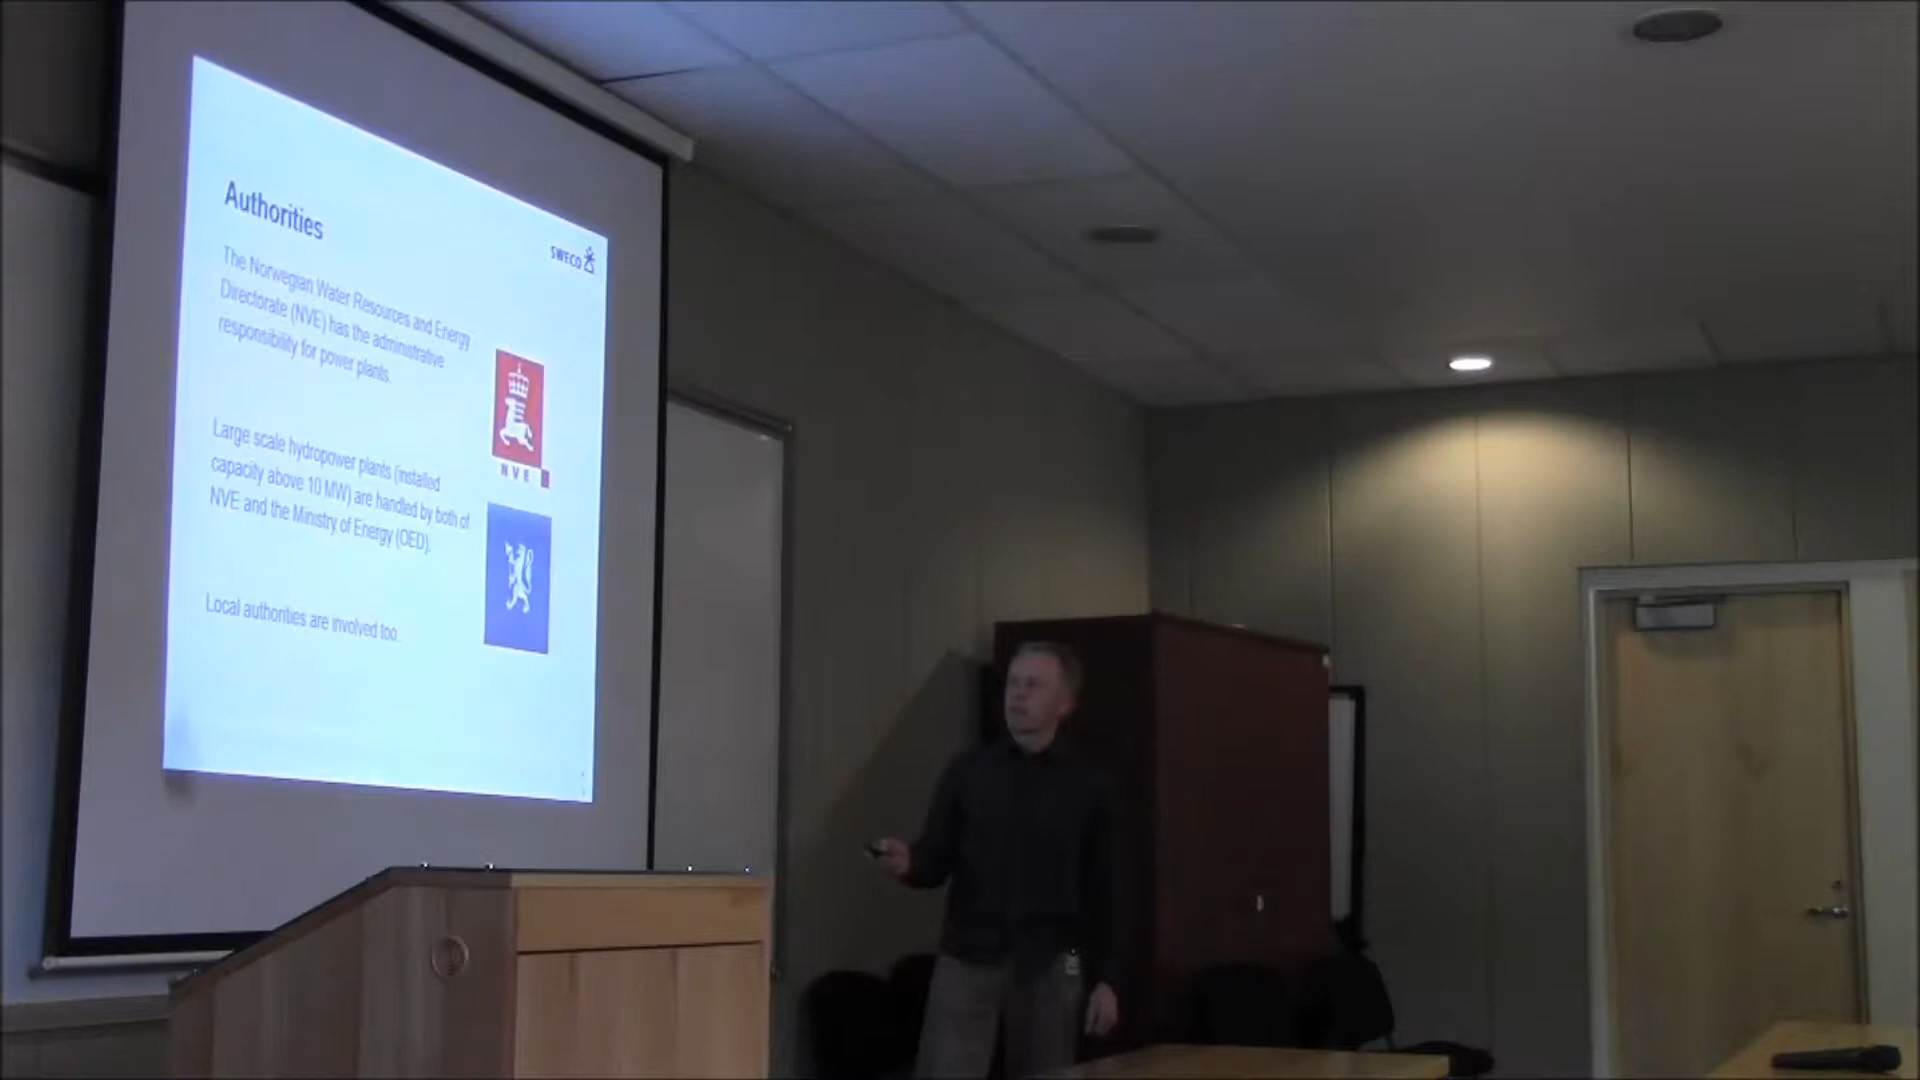 Authorities
SWECO
The Norwegian Water Resources and Energy
Directorate (NVE) has the administrative
responsibility for power plants.
NVE
Large scale hydropower plants (installed
capacity above 10 MW) are handled by both of
NVE and the Ministry of Energy (OED).
Local authorities are involved too.